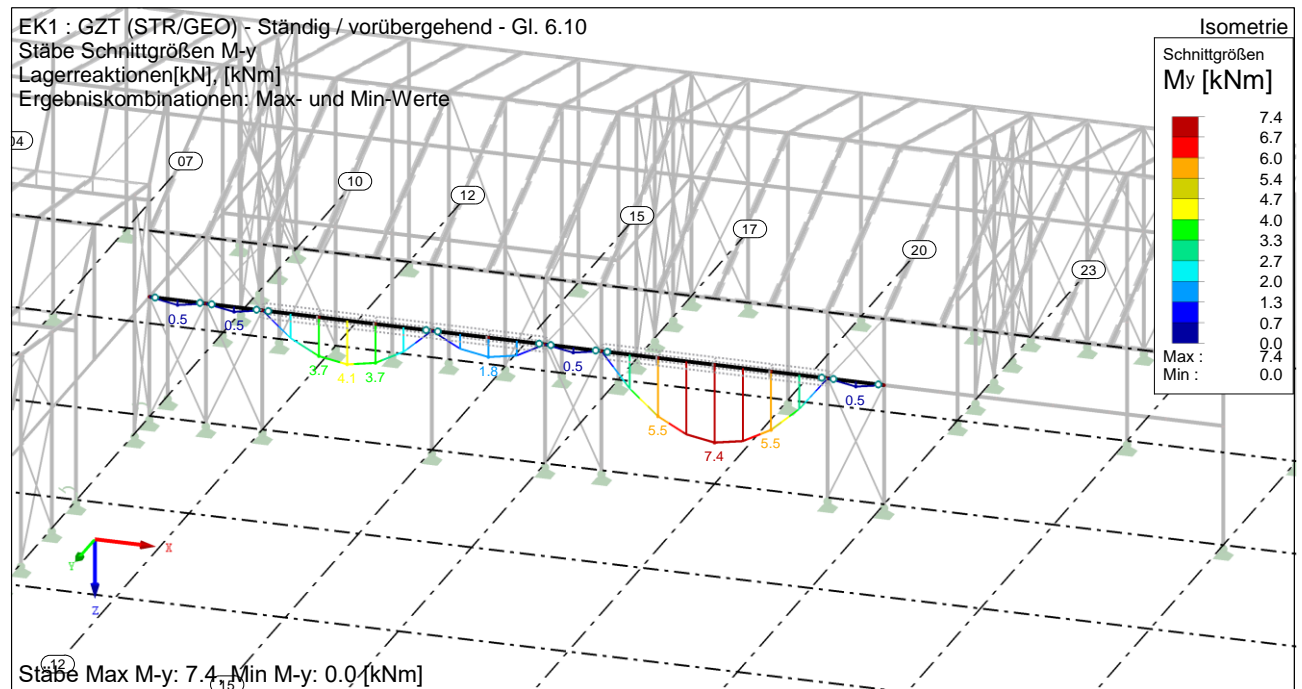 EK1 : GZT (STR/GEO) - Ständig / vorübergehend - Gl. 6.10
Isometrie
Stäbe Schnittgrößen M-y
Lagerreaktionen[kN], [kNm]
Ergebniskombinationen: Max- und Min-Werte
Schnittgrößen
My [kNm]
7.4
6.7
6.0
5.4
4.7
4.0
3.3
2.7
2.0
1.3
0.7
0.0
Max : 7.4
Min : 0.0
04
07
10
12
15
17
20
23
0.5
0.5
3.7
4.1
3.7
1.8
0.5
5.5
7.4
5.5
0.5
X
Y
Z
12
15
Stäbe Max M-y: 7.4, Min M-y: 0.0 [kNm]